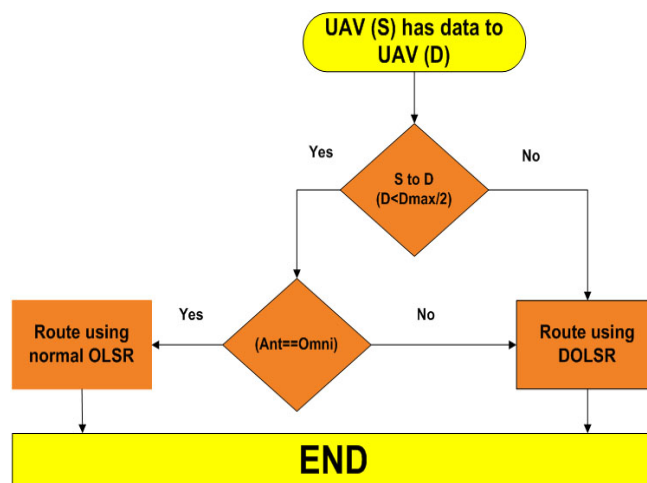 UAV (S) has data to
UAV (D)
Yes
No
S to D
(D<Dmax/2)
Route using
normal OLSR
Yes
(Ant==Omni)
No
Route using
DOLSR
END